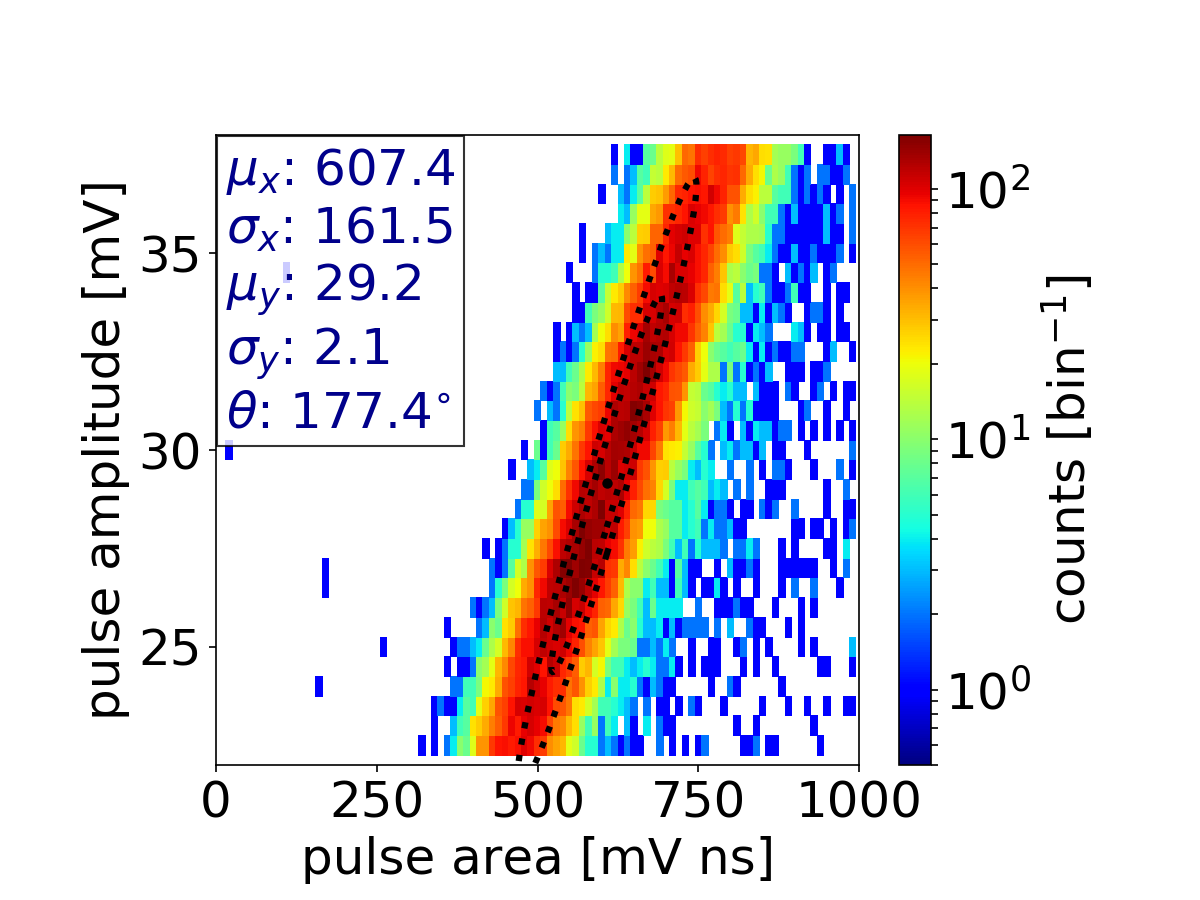 μx: 607.4
σx: 161.5
μy: 29.2
σy: 2.1
θ: 177.4°
35
30
25
pulse amplitude [mV]
0 250 500 750 1000
pulse area [mV ns]
10²
10¹
10⁰
counts [bin⁻¹]